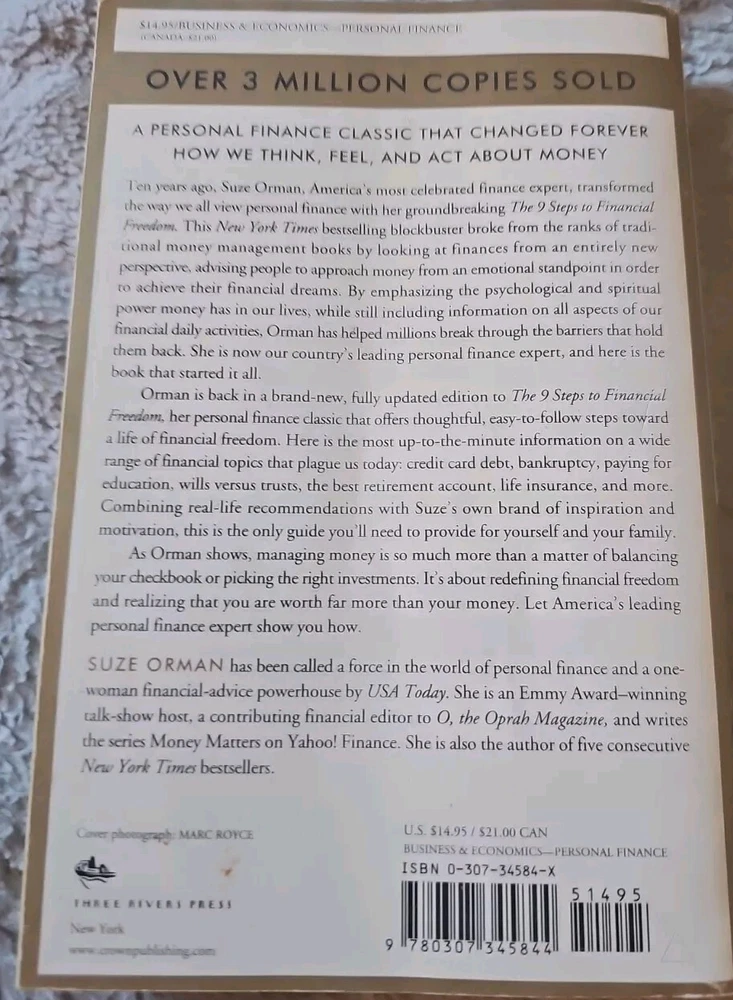 $14.95/BUSINESS & ECONOMICS—PERSONAL FINANCE
(CANADA: $21.00)
OVER 3 MILLION COPIES SOLD
A PERSONAL FINANCE CLASSIC THAT CHANGED FOREVER
HOW WE THINK, FEEL, AND ACT ABOUT MONEY
Ten years ago, Suze Orman, America's most celebrated finance expert, transformed
the way we all view personal finance with her groundbreaking The 9 Steps to Financial
Freedom. This New York Times bestselling blockbuster broke from the ranks of tradi-
tional money management books by looking at finances from an entirely new
perspective, advising people to approach money from an emotional standpoint in order
to achieve their financial dreams. By emphasizing the psychological and spiritual
power money has in our lives, while still including information on all aspects of our
financial daily activities, Orman has helped millions break through the barriers that hold
them back. She is now our country's leading personal finance expert, and here is the
book that started it all.
Orman is back in a brand-new, fully updated edition to The 9 Steps to Financial
Freedom, her personal finance classic that offers thoughtful, easy-to-follow steps toward
a life of financial freedom. Here is the most up-to-the-minute information on a wide
range of financial topics that plague us today: credit card debt, bankruptcy, paying for
education, wills versus trusts, the best retirement account, life insurance, and more.
Combining real-life recommendations with Suze's own brand of inspiration and
motivation, this is the only guide you'll need to provide for yourself and your family.
As Orman shows, managing money is so much more than a matter of balancing
your checkbook or picking the right investments. It's about redefining financial freedom
and realizing that you are worth far more than your money. Let America's leading
personal finance expert show you how.
SUZE ORMAN has been called a force in the world of personal finance and a one-
woman financial-advice powerhouse by USA Today. She is an Emmy Award–winning
talk-show host, a contributing financial editor to O, the Oprah Magazine, and writes
the series Money Matters on Yahoo! Finance. She is also the author of five consecutive
New York Times bestsellers.
Cover photograph: MARC ROYCE
THREE RIVERS PRESS
New York
www.crownpublishing.com
U.S. $14.95 / $21.00 CAN
BUSINESS & ECONOMICS—PERSONAL FINANCE
ISBN 0-307-34584-X
51495
9 780307 345844